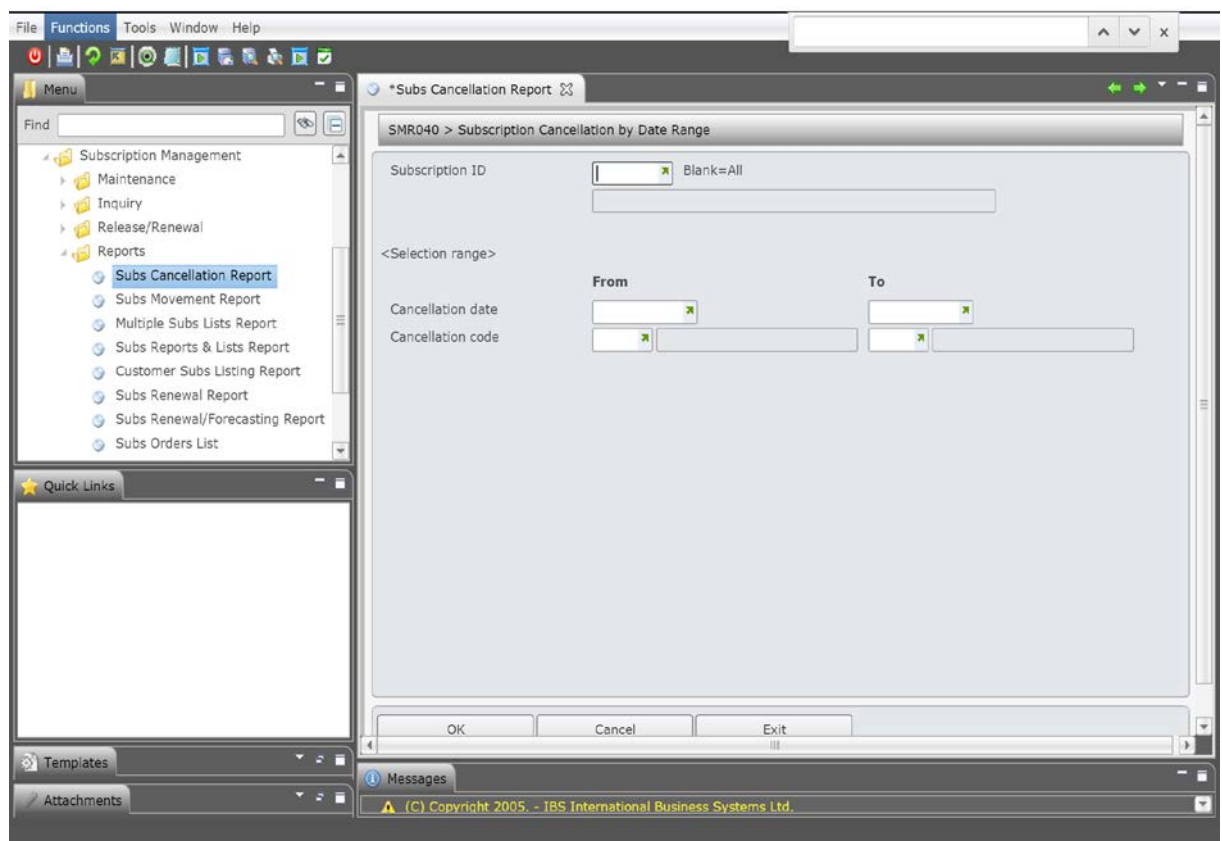 File Functions Tools Window Help
Menu
Find
Subscription Management
Maintenance
Inquiry
Release/Renewal
Reports
Subs Cancellation Report
Subs Movement Report
Multiple Subs Lists Report
Subs Reports & Lists Report
Customer Subs Listing Report
Subs Renewal Report
Subs Renewal/Forecasting Report
Subs Orders List
Quick Links
Templates
Attachments
*Subs Cancellation Report
SMR040 > Subscription Cancellation by Date Range
Subscription ID Blank=All
<Selection range>
From To
Cancellation date
Cancellation code
OK Cancel Exit
Messages
(C) Copyright 2005. - IBS International Business Systems Ltd.